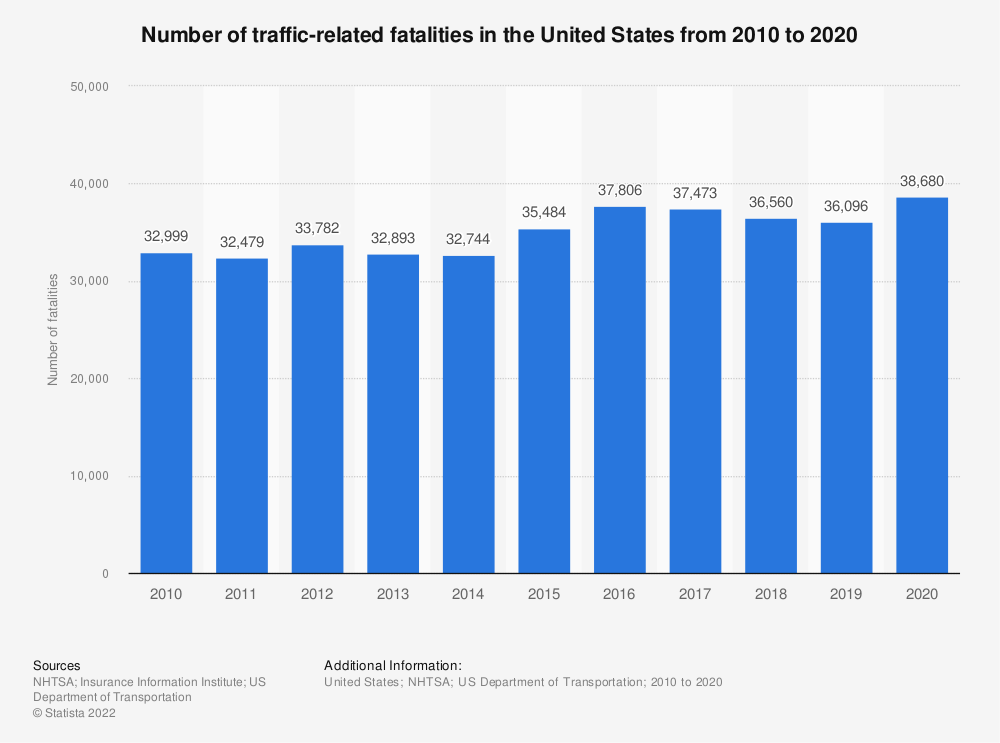 Number of traffic-related fatalities in the United States from 2010 to 2020
50,000
40,000
30,000
20,000
10,000
0
Number of fatalities
32,999
32,479
33,782
32,893
32,744
35,484
37,806
37,473
36,560
36,096
38,680
2010 2011 2012 2013 2014 2015 2016 2017 2018 2019 2020
Sources
NHTSA; Insurance Information Institute; US
Department of Transportation
© Statista 2022
Additional Information:
United States; NHTSA; US Department of Transportation; 2010 to 2020